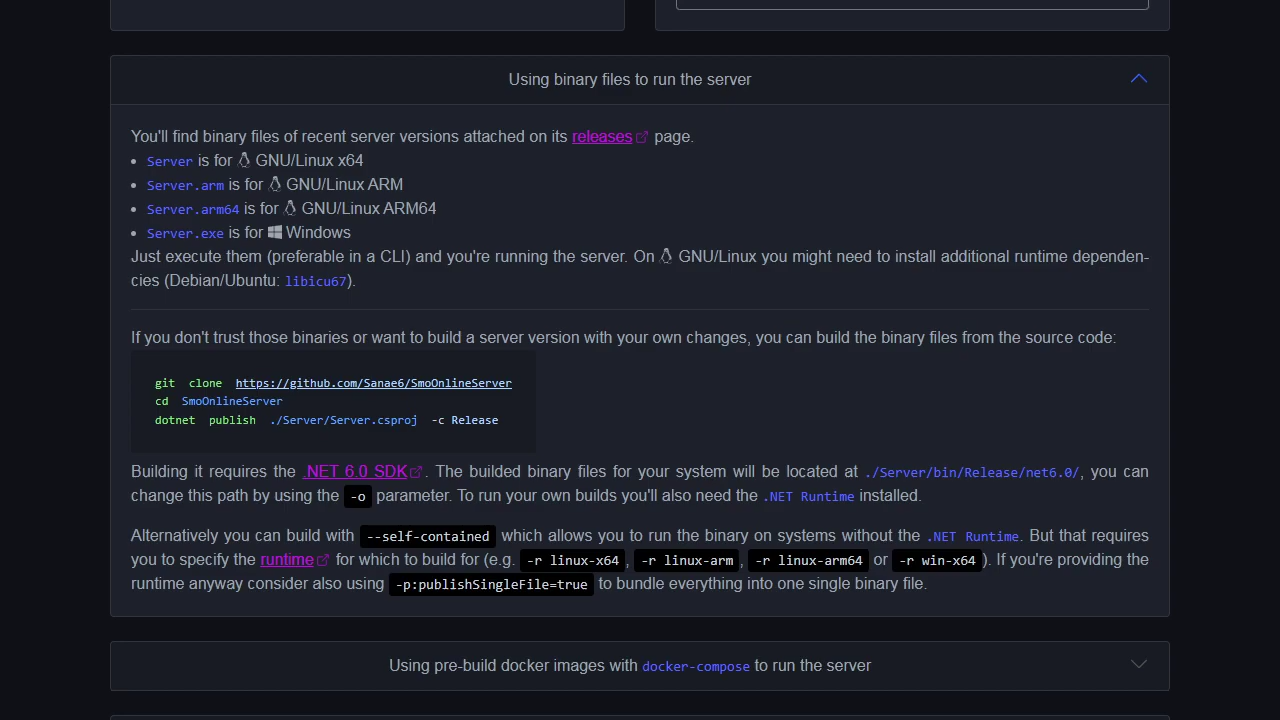 Using binary files to run the server
You'll find binary files of recent server versions attached on its releases page.
• Server is for GNU/Linux x64
• Server.arm is for GNU/Linux ARM
• Server.arm64 is for GNU/Linux ARM64
• Server.exe is for Windows
Just execute them (preferable in a CLI) and you're running the server. On GNU/Linux you might need to install additional runtime dependen-
cies (Debian/Ubuntu: libicu67).
If you don't trust those binaries or want to build a server version with your own changes, you can build the binary files from the source code:
git clone https://github.com/Sanae6/SmoOnlineServer
cd SmoOnlineServer
dotnet publish ./Server/Server.csproj -c Release
Building it requires the .NET 6.0 SDK. The builded binary files for your system will be located at ./Server/bin/Release/net6.0/, you can
change this path by using the -o parameter. To run your own builds you'll also need the .NET Runtime installed.
Alternatively you can build with --self-contained which allows you to run the binary on systems without the .NET Runtime. But that requires
you to specify the runtime for which to build for (e.g. -r linux-x64, -r linux-arm, -r linux-arm64 or -r win-x64). If you're providing the
runtime anyway consider also using -p:publishSingleFile=true to bundle everything into one single binary file.
Using pre-build docker images with docker-compose to run the server